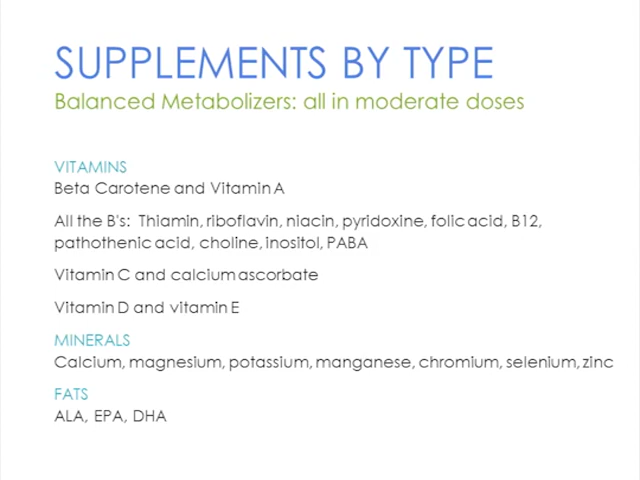 SUPPLEMENTS BY TYPE
Balanced Metabolizers: all in moderate doses
VITAMINS
Beta Carotene and Vitamin A
All the B's: Thiamin, riboflavin, niacin, pyridoxine, folic acid, B12,
pathothenic acid, choline, inositol, PABA
Vitamin C and calcium ascorbate
Vitamin D and vitamin E
MINERALS
Calcium, magnesium, potassium, manganese, chromium, selenium, zinc
FATS
ALA, EPA, DHA